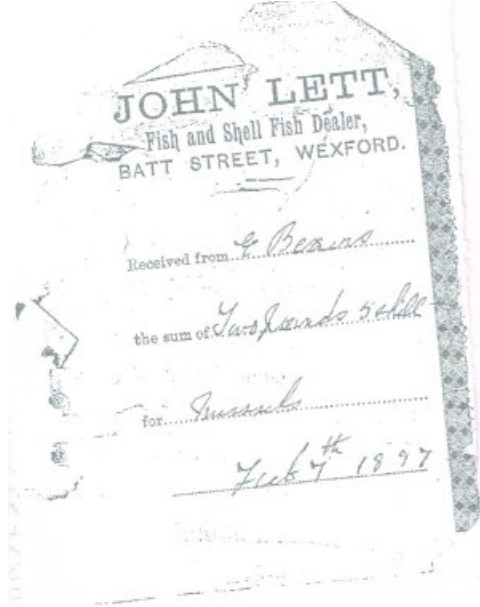 JOHN LETT,
Fish and Shell Fish Dealer,
BATT STREET, WEXFORD.
Received from
the sum of Two pounds 5 shill
for Mussels
Feb 7th 1897